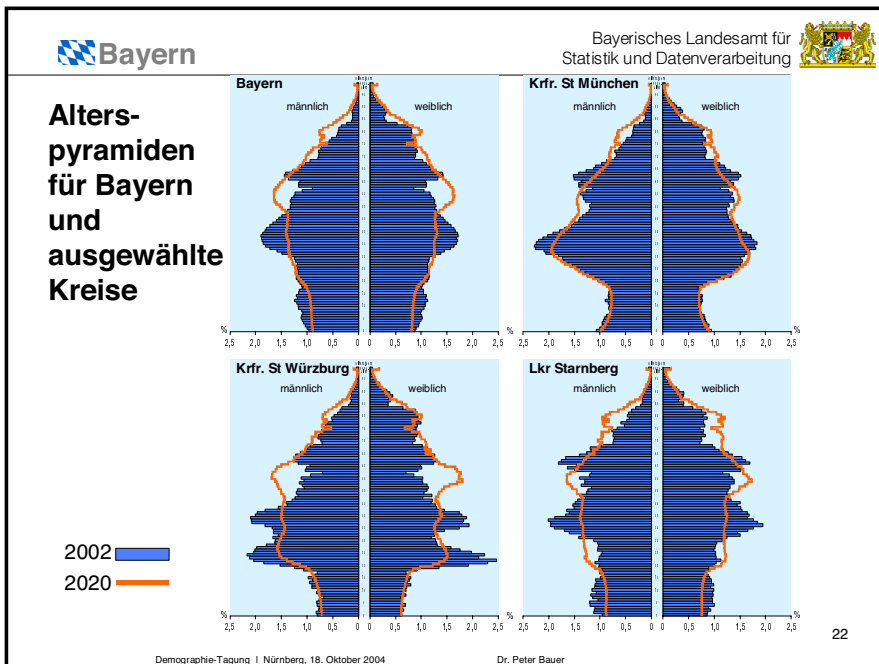 Bayern
Bayerisches Landesamt für
Statistik und Datenverarbeitung
Alters-
pyramiden
für Bayern
und
ausgewählte
Kreise
Bayern
männlich
weiblich
%
2,5 2,0 1,5 1,0 0,5 0 0 0,5 1,0 1,5 2,0 2,5
Krfr. St München
männlich
weiblich
%
2,5 2,0 1,5 1,0 0,5 0 0 0,5 1,0 1,5 2,0 2,5
Krfr. St Würzburg
männlich
weiblich
%
2,5 2,0 1,5 1,0 0,5 0 0 0,5 1,0 1,5 2,0 2,5
Lkr Starnberg
männlich
weiblich
%
2,5 2,0 1,5 1,0 0,5 0 0 0,5 1,0 1,5 2,0 2,5
2002
2020
22
Demographie-Tagung I Nürnberg, 18. Oktober 2004
Dr. Peter Bauer